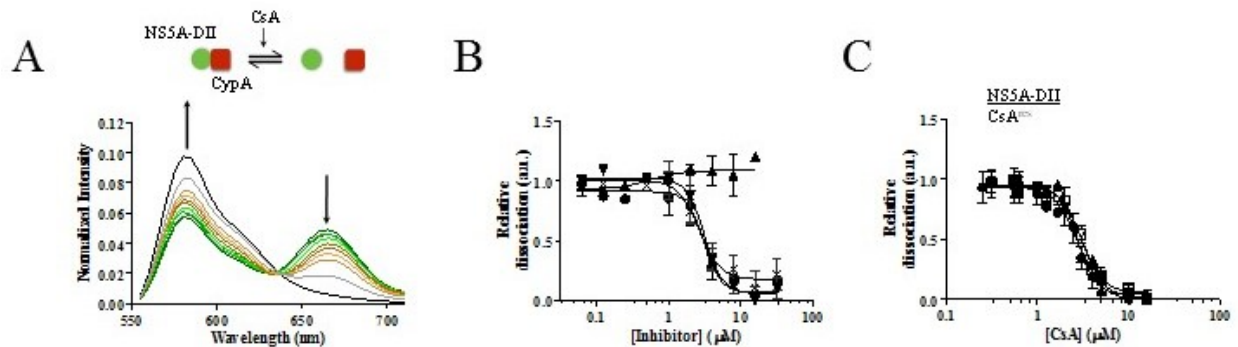 A
NS5A-DII
CsA
CypA
Normalized Intensity
0.12
0.10
0.08
0.06
0.04
0.02
0.00
550
600
650
700
Wavelength (nm)
B
Relative
dissociation (a.u.)
1.5
1.0
0.5
0.0
0.1
1
10
100
[Inhibitor] (μM)
C
NS5A-DII
CsA
Relative
dissociation (a.u.)
1.5
1.0
0.5
0.0
0.1
1
10
100
[CsA] (μM)